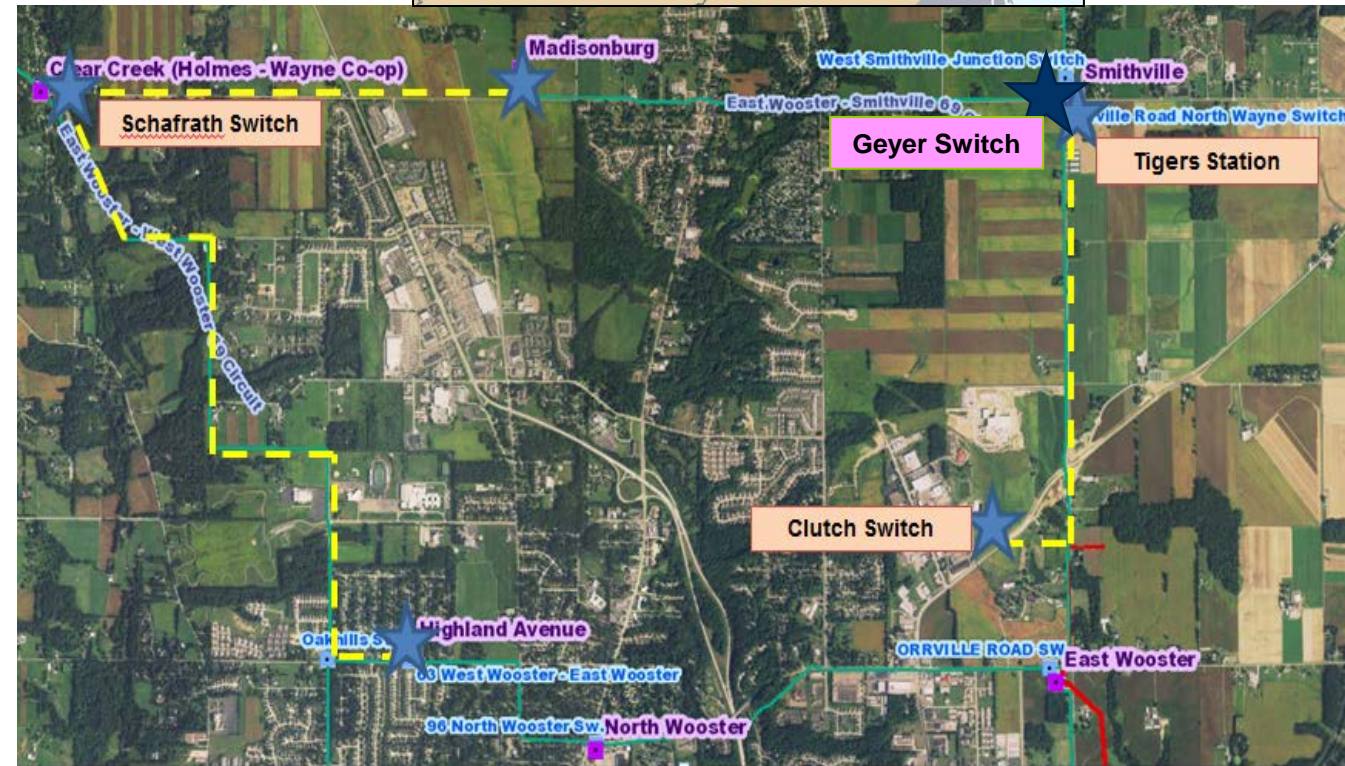 Madisonburg
Clear Creek (Holmes - Wayne Co-op)
West Smithville Junction Switch
Smithville
East Wooster - Smithville 69
ville Road North Wayne Switch
Schafrath Switch
Geyer Switch
Tigers Station
East Wooster - West Wooster 69 Circuit
Clutch Switch
Highland Avenue
Oakhills
63 West Wooster - East Wooster
ORRVILLE ROAD SW
East Wooster
96 North Wooster Sw.
North Wooster